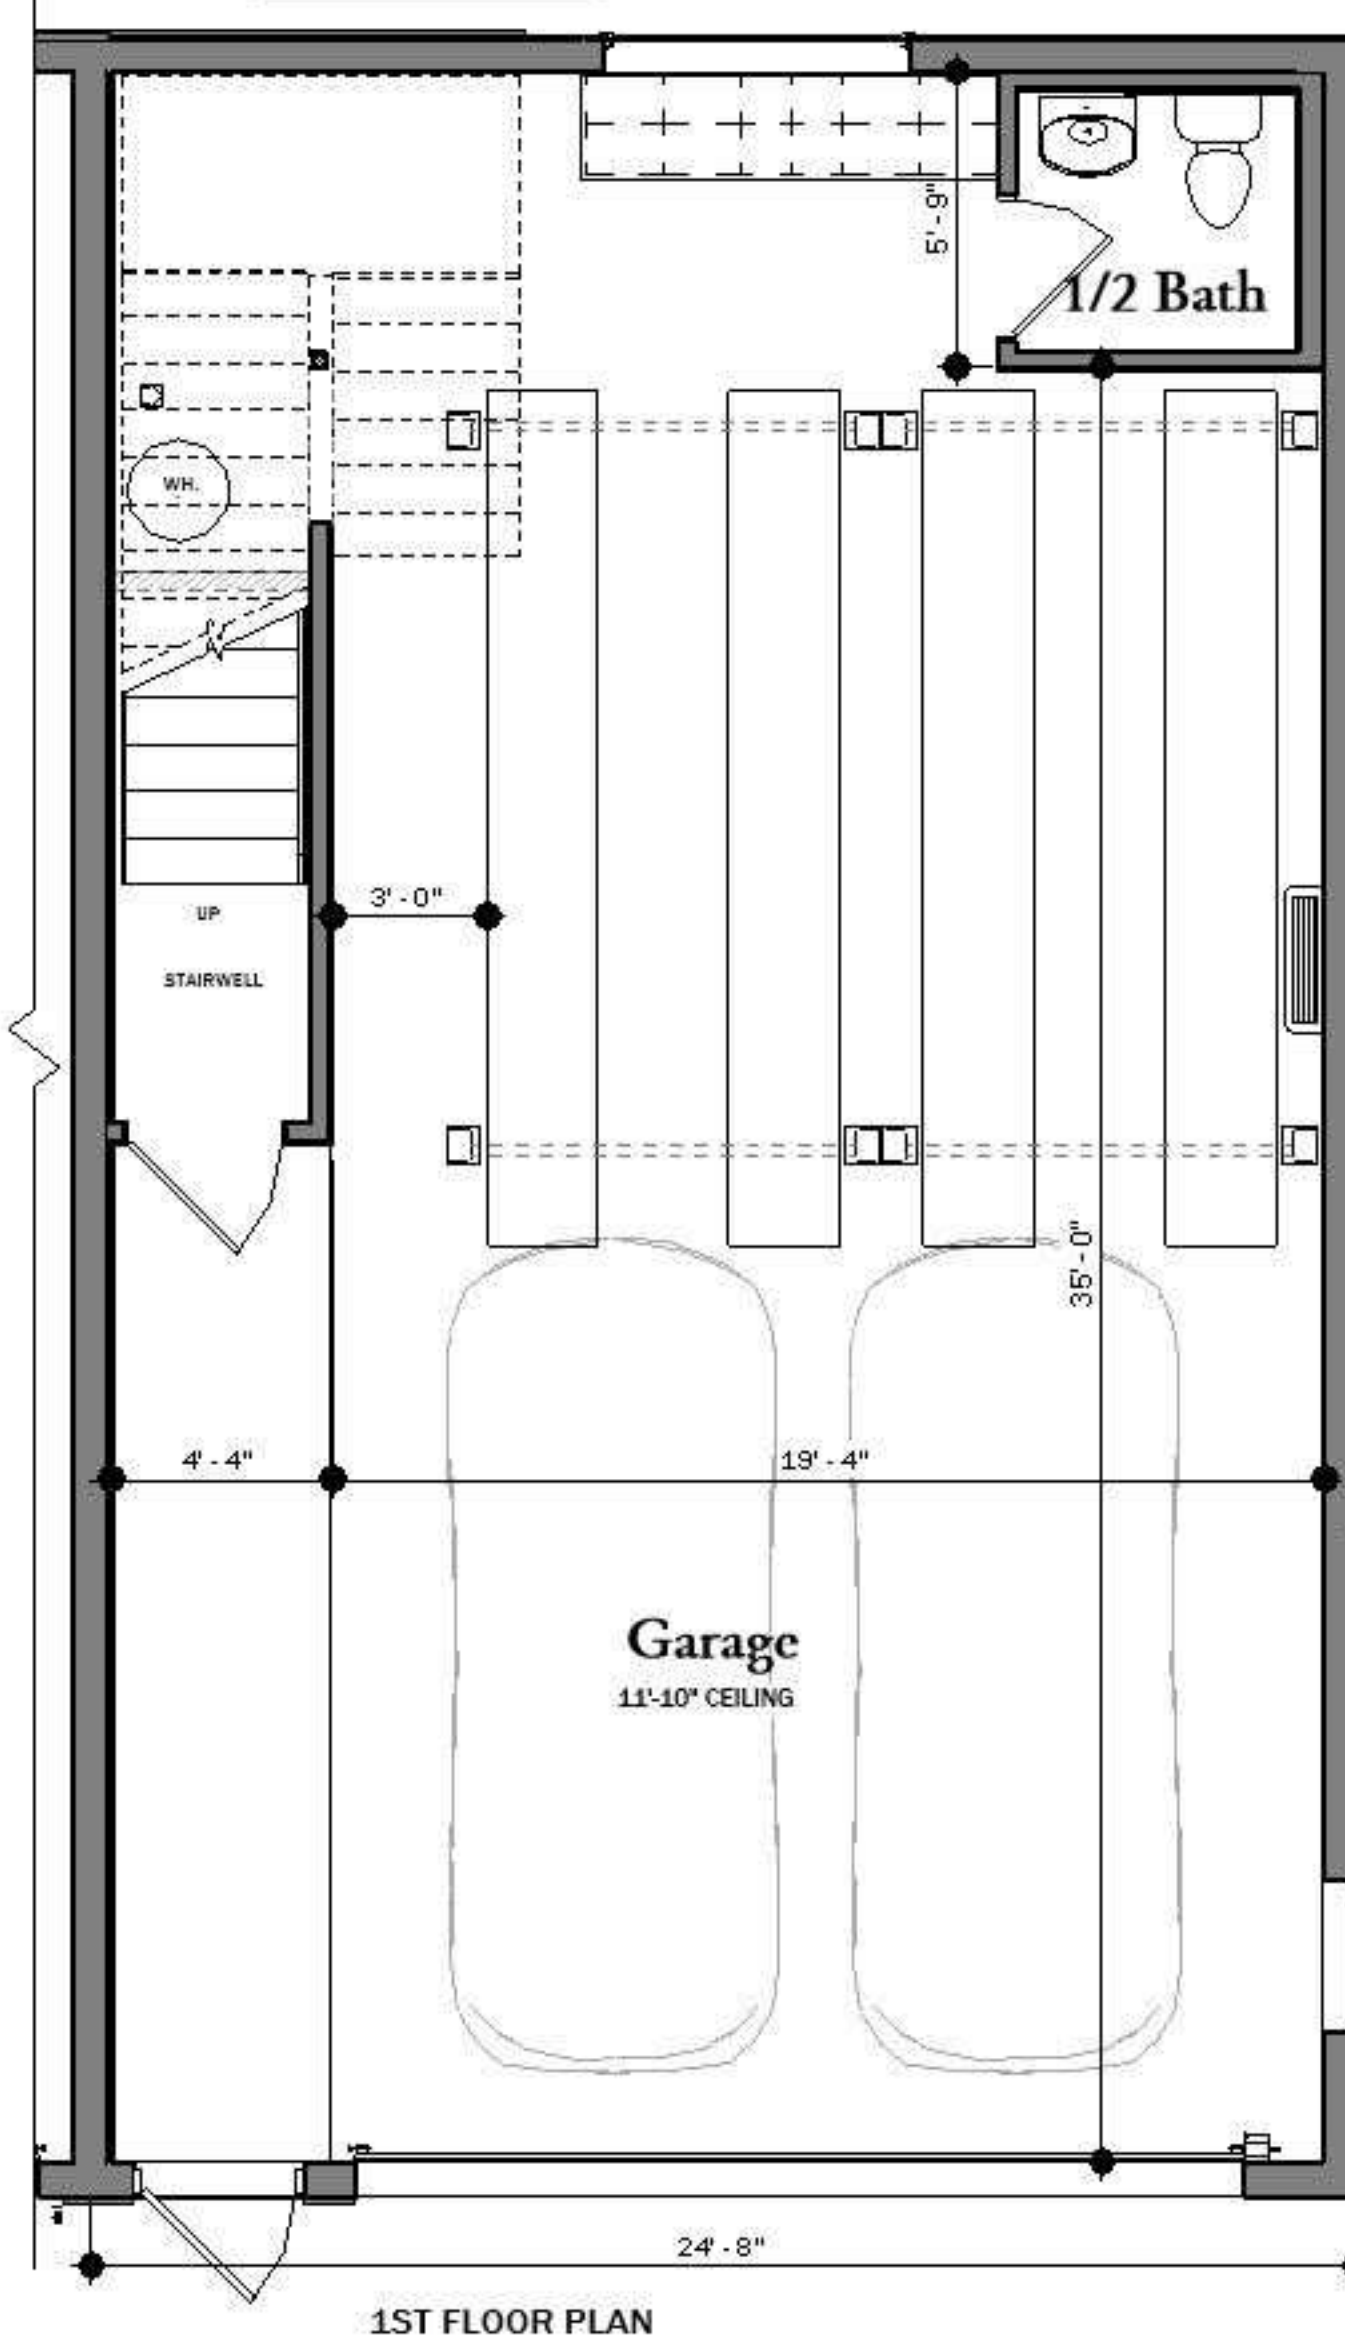 5'-9"
1/2 Bath
WH.
3'-0"
UP
STAIRWELL
35'-0"
4'-4"
19'-4"
Garage
11'-10" CEILING
24'-8"
1ST FLOOR PLAN